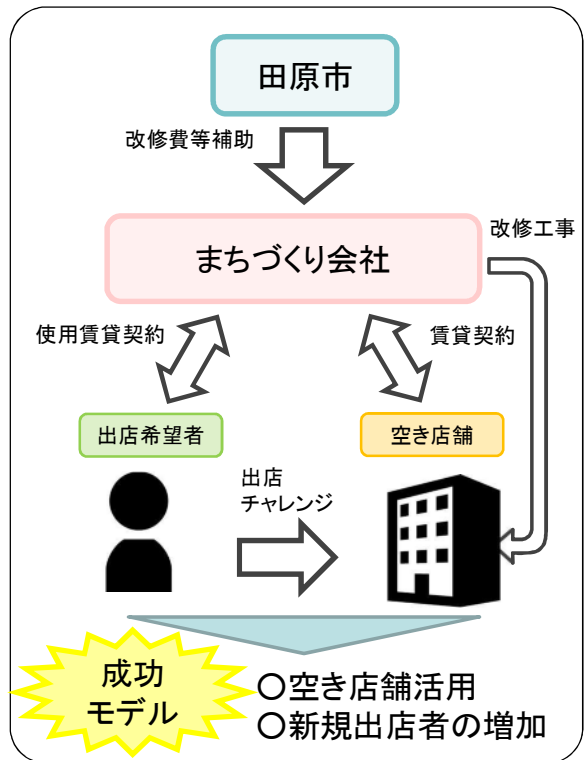 田原市
改修費等補助
改修工事
まちづくり会社
使用賃貸契約
賃貸契約
出店希望者
空き店舗
出店
チャレンジ
成功
モデル
〇空き店舗活用
〇新規出店者の増加